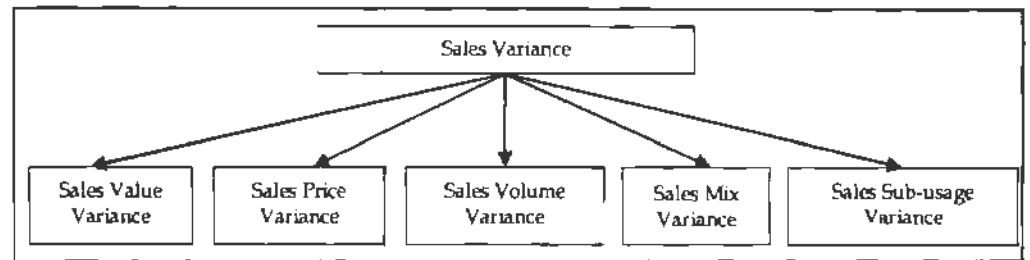 Sales Variance
Sales Value
Variance
Sales Price
Variance
Sales Volume
Variance
Sales Mix
Variance
Sales Sub-usage
Variance